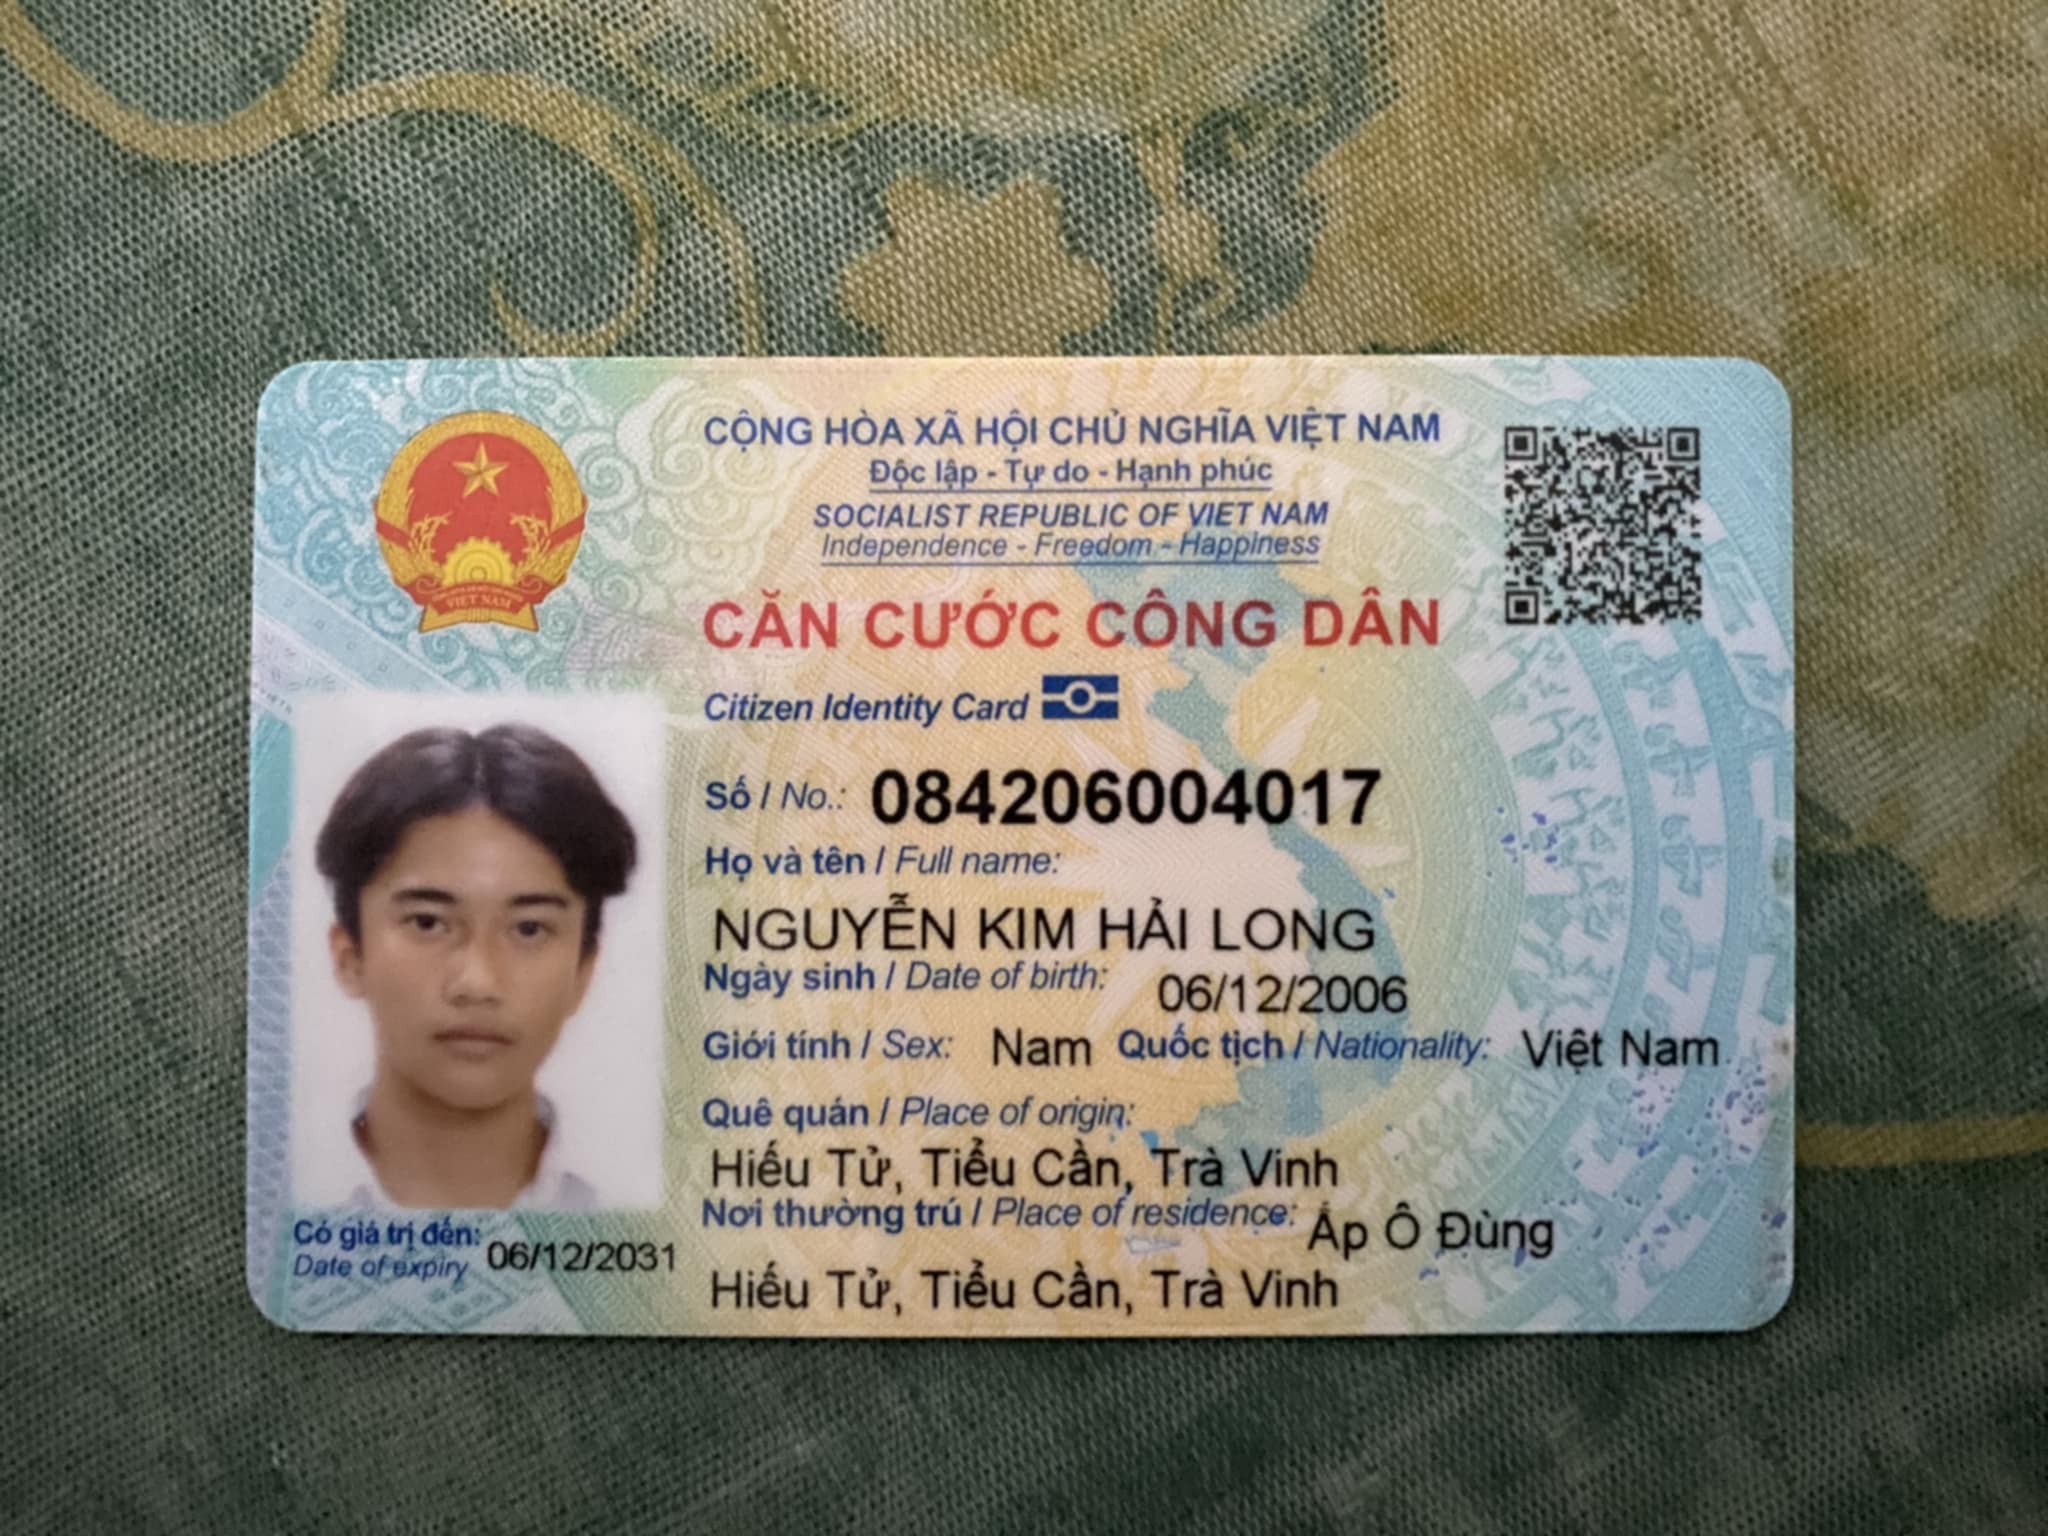 CỘNG HÒA XÃ HỘI CHỦ NGHĨA VIỆT NAM
Độc lập - Tự do - Hạnh phúc
SOCIALIST REPUBLIC OF VIET NAM
Independence - Freedom - Happiness
CĂN CƯỚC CÔNG DÂN
Citizen Identity Card
VIET NAM
Số / No.: 084206004017
Họ và tên / Full name:
NGUYỄN KIM HẢI LONG
Ngày sinh / Date of birth: 06/12/2006
Giới tính / Sex: Nam Quốc tịch / Nationality: Việt Nam
Quê quán / Place of origin:
Hiếu Tử, Tiểu Cần, Trà Vinh
Nơi thường trú / Place of residence: Ấp Ô Đùng
Hiếu Tử, Tiểu Cần, Trà Vinh
Có giá trị đến: 06/12/2031
Date of expiry